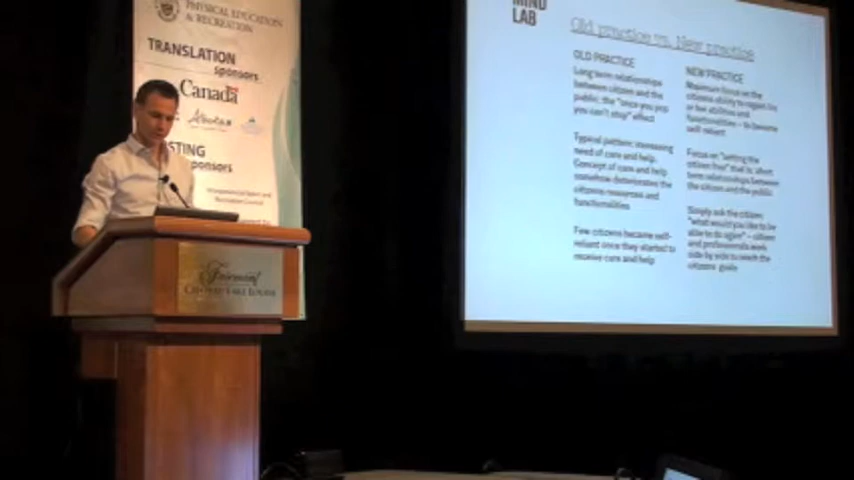 PHYSICAL EDUCATION
& RECREATION
TRANSLATION
sponsors
Canada
Alberta
sponsors
Fairmont
CHATEAU LAKE LOUISE
MIND
LAB
Old practice vs. New practice
OLD PRACTICE
Long term relationships
between citizen and the
public; the "once you pop
you can't stop" effect
Typical pattern: increasing
need of care and help.
Concept of care and help
somehow deteriorates the
citizens resources and
functionalities
Few citizens became self-
reliant once they started to
receive care and help
NEW PRACTICE
Maximum focus on the
citizens ability to regain his
or her abilities and
functionalities – to become
self-reliant
Focus on "setting the
citizen free" that is; short
term relationships between
the citizen and the public
Simply ask the citizen:
"what would you like to be
able to do again" – citizen
and professionals work
side by side to reach the
citizens goals